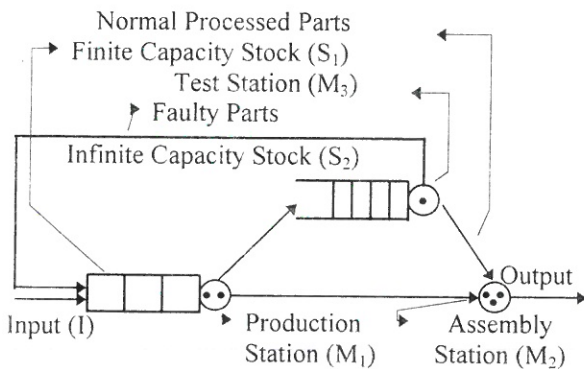 Normal Processed Parts
Finite Capacity Stock (S1)
Test Station (M3)
Faulty Parts
Infinite Capacity Stock (S2)
Output
Input (I)
Production
Station (M1)
Assembly
Station (M2)